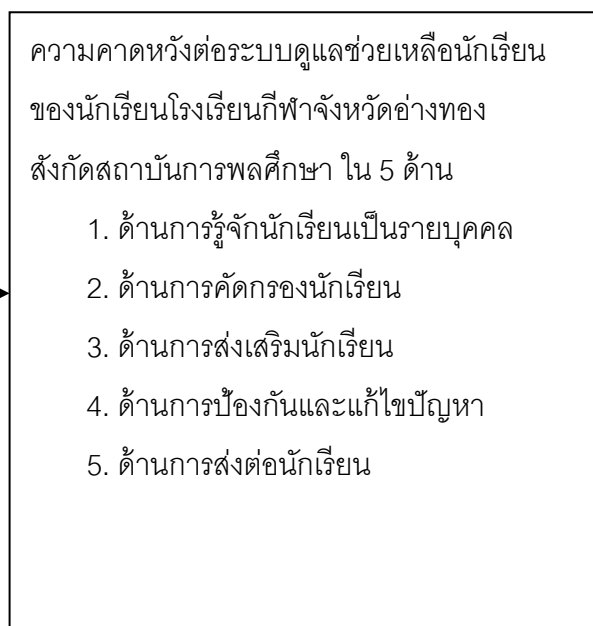 ความคาดหวังต่อระบบดูแลช่วยเหลือนักเรียน
ของนักเรียนโรงเรียนกีฬาจังหวัดอ่างทอง
สังกัดสถาบันการพลศึกษา ใน 5 ด้าน
1. ด้านการรู้จักนักเรียนเป็นรายบุคคล
2. ด้านการคัดกรองนักเรียน
3. ด้านการส่งเสริมนักเรียน
4. ด้านการป้องกันและแก้ไขปัญหา
5. ด้านการส่งต่อนักเรียน